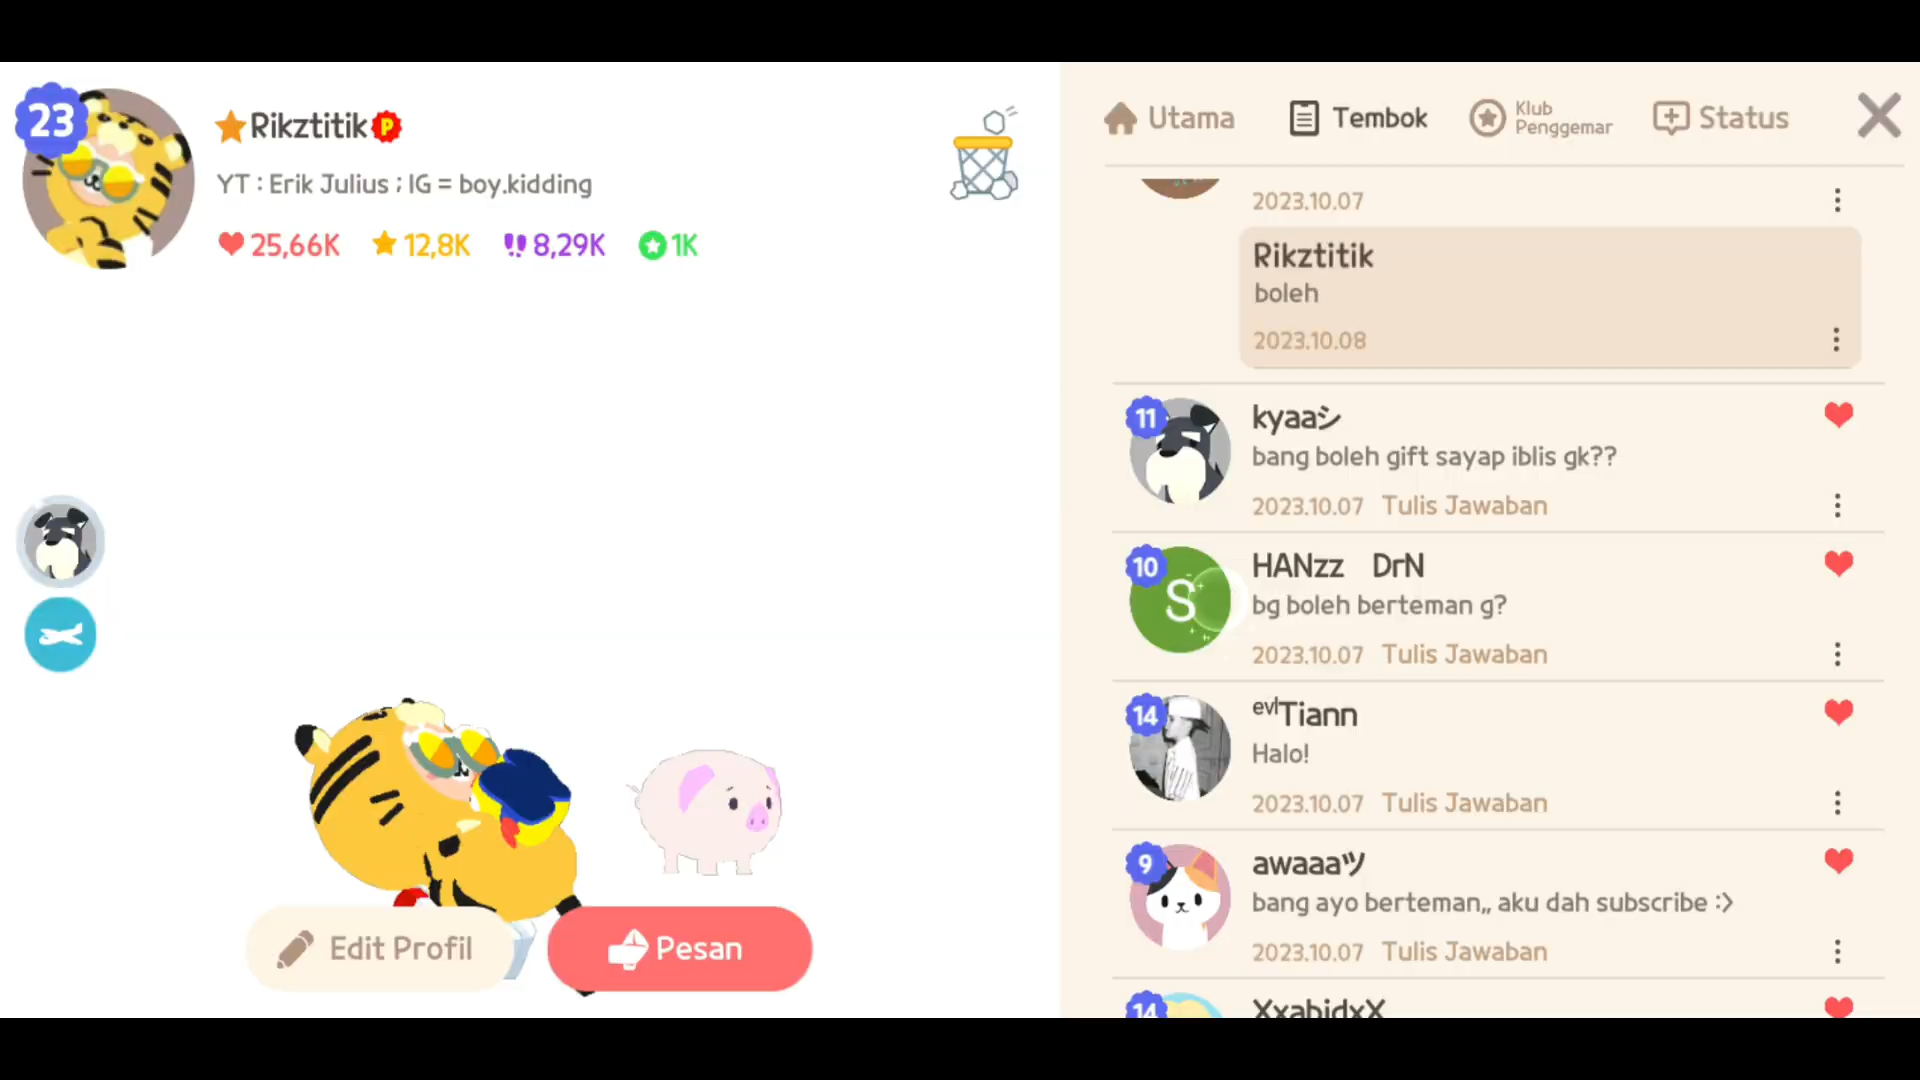 23
Rikztitik P
YT : Erik Julius ; IG = boy.kidding
25,66K 12,8K 8,29K 1K
Edit Profil
Pesan
Utama
Tembok
Klub
Penggemar
Status
2023.10.07
Rikztitik
boleh
2023.10.08
11
kyaaシ
bang boleh gift sayap iblis gk??
2023.10.07 Tulis Jawaban
10
S
HANzz DrN
bg boleh berteman g?
2023.10.07 Tulis Jawaban
14
evlTiann
Halo!
2023.10.07 Tulis Jawaban
9
awaaaツ
bang ayo berteman,, aku dah subscribe :>
2023.10.07 Tulis Jawaban
14
XxabidxX